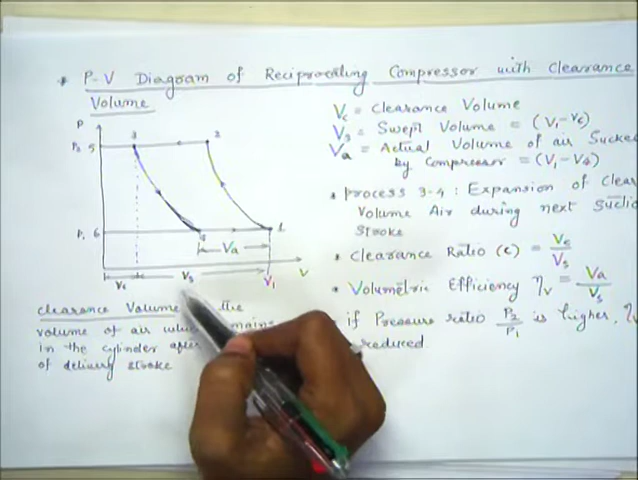 * P-V Diagram of Reciprocating Compressor with Clearance
Volume
P
P₂ 5
3
2
P₁ 6
4
1
Va
Vc
Vs
V₁
V
Vc = Clearance Volume
Vs = Swept Volume = (V₁-Vc)
Va = Actual Volume of air Sucked
by Compressor = (V₁-V₄)
* Process 3-4: Expansion of Clear
Volume Air during next Suctio
Stroke
* Clearance Ratio (c) = Vc/Vs
* Volumetric Efficiency ηv = Va/Vs
* if Pressure ratio P₂/P₁ is higher, ηv
reduced
Clearance Volume
volume of air
in the cylinder
of delivery stroke